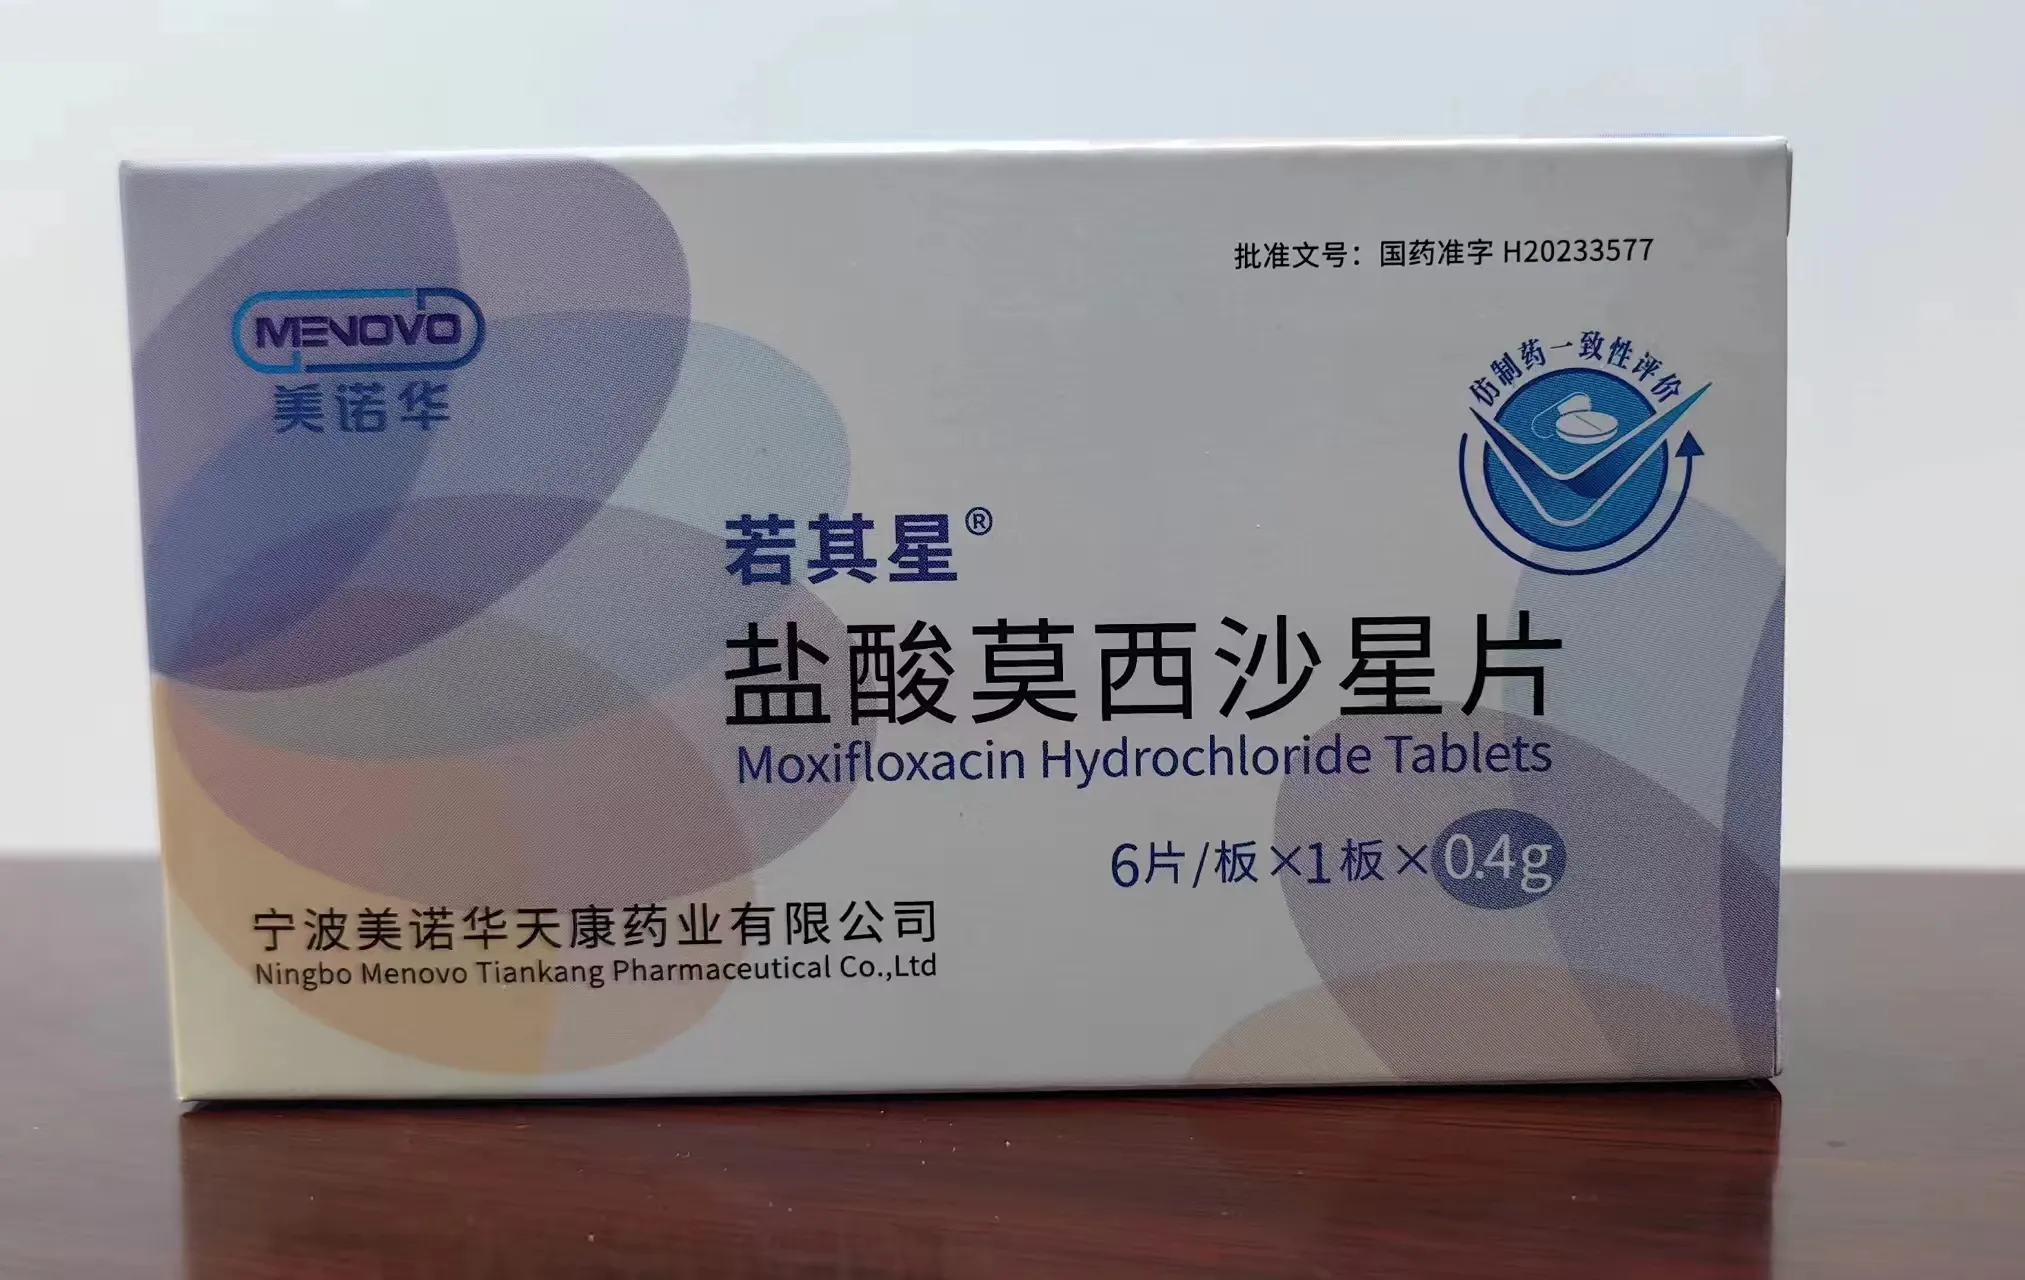 批准文号：国药准字 H20233577
MENOVO
美诺华
仿制药一致性评价
若其星®
盐酸莫西沙星片
Moxifloxacin Hydrochloride Tablets
6片/板×1板×0.4g
宁波美诺华天康药业有限公司
Ningbo Menovo Tiankang Pharmaceutical Co.,Ltd